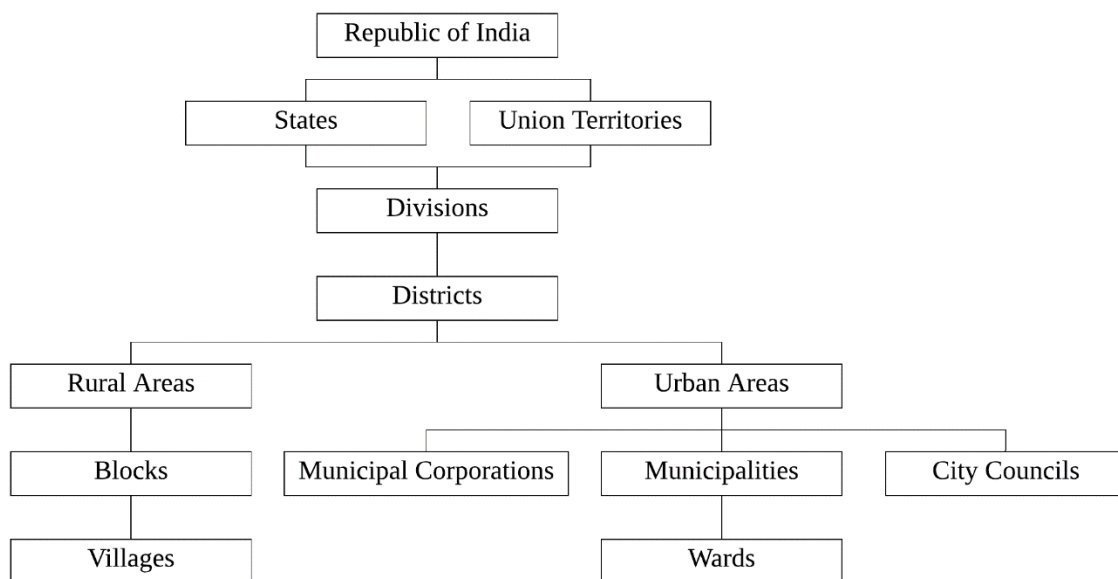 Republic of India
States
Union Territories
Divisions
Districts
Rural Areas
Urban Areas
Blocks
Municipal Corporations
Municipalities
City Councils
Villages
Wards